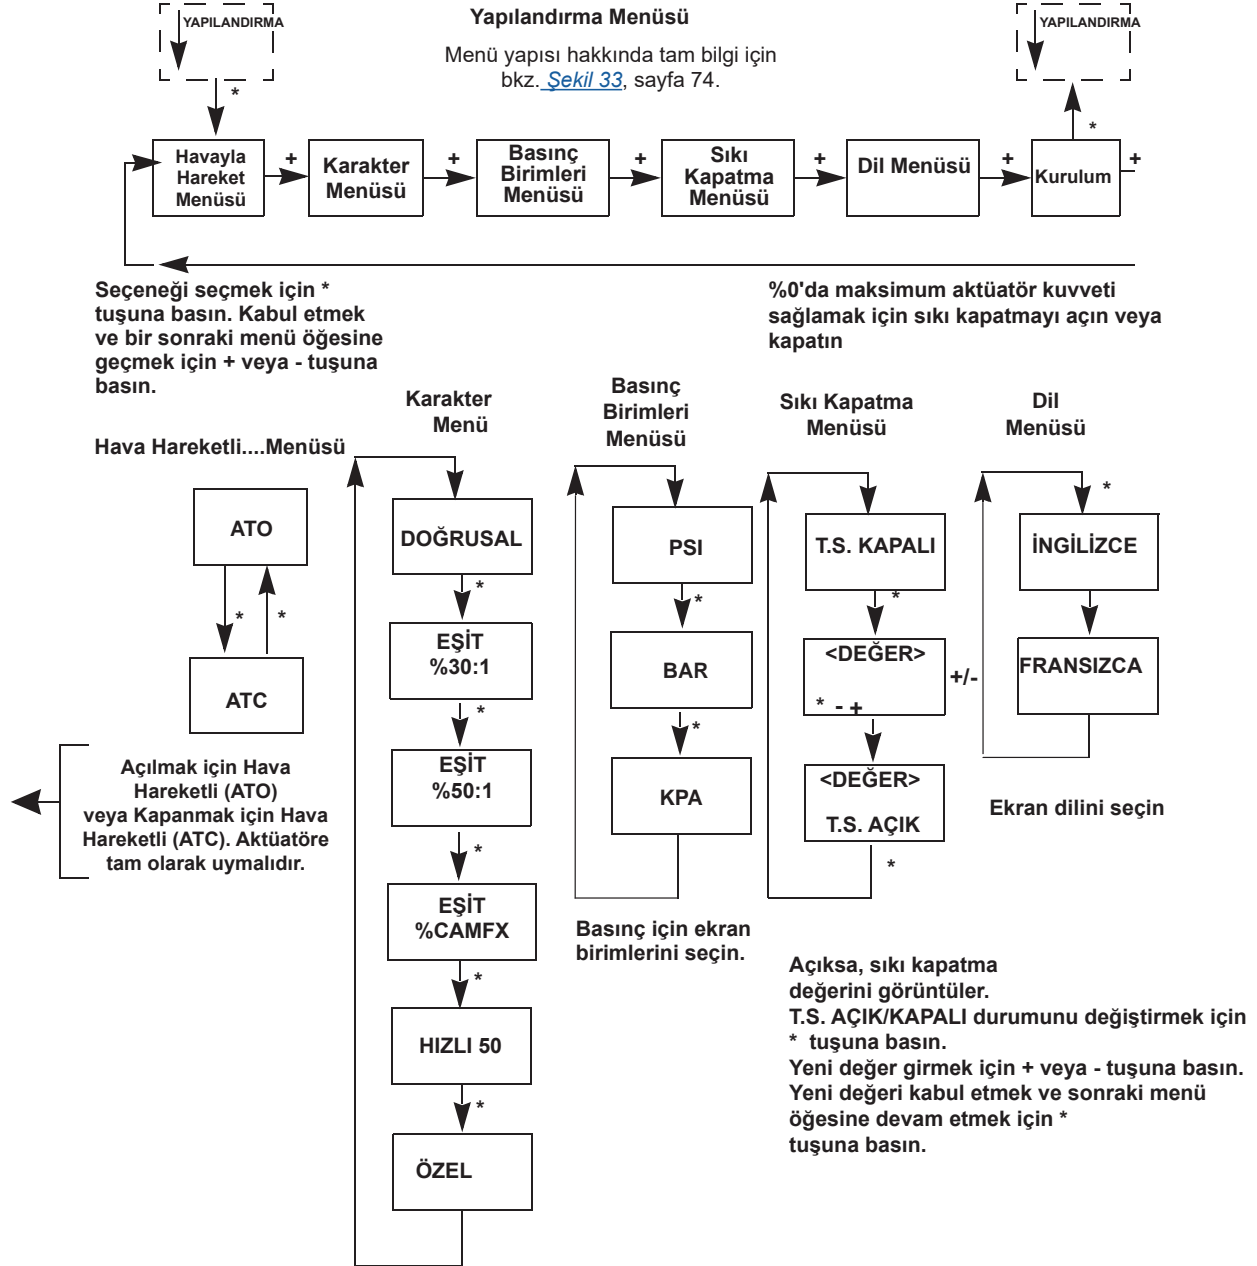 YAPILANDIRMA
*
Yapılandırma Menüsü
Menü yapısı hakkında tam bilgi için
bkz. Şekil 33, sayfa 74.
YAPILANDIRMA
*
Havayla
Hareket
Menüsü
+
Karakter
Menüsü
+
Basınç
Birimleri
Menüsü
+
Sıkı
Kapatma
Menüsü
+
Dil Menüsü
+
Kurulum
+
Seçeneği seçmek için *
tuşuna basın. Kabul etmek
ve bir sonraki menü öğesine
geçmek için + veya - tuşuna
basın.
%0'da maksimum aktüatör kuvveti
sağlamak için sıkı kapatmayı açın veya
kapatın
Hava Hareketli....Menüsü
ATO
*
*
ATC
Açılmak için Hava
Hareketli (ATO)
veya Kapanmak için Hava
Hareketli (ATC). Aktüatöre
tam olarak uymalıdır.
Karakter
Menü
DOĞRUSAL
*
EŞİT
%30:1
*
EŞİT
%50:1
*
EŞİT
%CAMFX
*
HIZLI 50
*
ÖZEL
Basınç
Birimleri
Menüsü
PSI
*
BAR
*
KPA
Basınç için ekran
birimlerini seçin.
Sıkı Kapatma
Menüsü
T.S. KAPALI
*
<DEĞER>
* - +
+/-
<DEĞER>
T.S. AÇIK
*
Açıksa, sıkı kapatma
değerini görüntüler.
T.S. AÇIK/KAPALI durumunu değiştirmek için
* tuşuna basın.
Yeni değer girmek için + veya - tuşuna basın.
Yeni değeri kabul etmek ve sonraki menü
öğesine devam etmek için *
tuşuna basın.
Dil
Menüsü
*
İNGİLİZCE
FRANSIZCA
Ekran dilini seçin